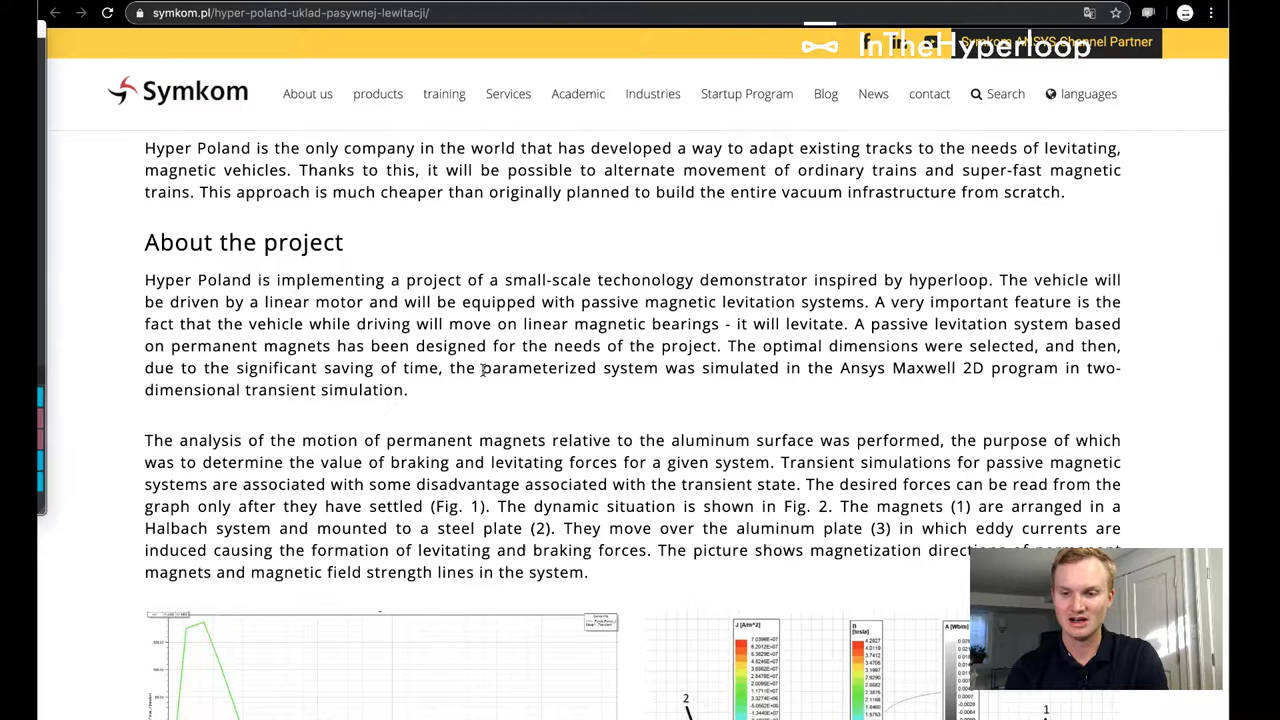 symkom.pl/hyper-poland-uklad-pasywnej-lewitacji/
InTheHyperloop
Symkom ANSYS Channel Partner
Symkom
About us products training Services Academic Industries Startup Program Blog News contact Search languages
Hyper Poland is the only company in the world that has developed a way to adapt existing tracks to the needs of levitating,
magnetic vehicles. Thanks to this, it will be possible to alternate movement of ordinary trains and super-fast magnetic
trains. This approach is much cheaper than originally planned to build the entire vacuum infrastructure from scratch.
About the project
Hyper Poland is implementing a project of a small-scale techonology demonstrator inspired by hyperloop. The vehicle will
be driven by a linear motor and will be equipped with passive magnetic levitation systems. A very important feature is the
fact that the vehicle while driving will move on linear magnetic bearings - it will levitate. A passive levitation system based
on permanent magnets has been designed for the needs of the project. The optimal dimensions were selected, and then,
due to the significant saving of time, the parameterized system was simulated in the Ansys Maxwell 2D program in two-
dimensional transient simulation.
The analysis of the motion of permanent magnets relative to the aluminum surface was performed, the purpose of which
was to determine the value of braking and levitating forces for a given system. Transient simulations for passive magnetic
systems are associated with some disadvantage associated with the transient state. The desired forces can be read from the
graph only after they have settled (Fig. 1). The dynamic situation is shown in Fig. 2. The magnets (1) are arranged in a
Halbach system and mounted to a steel plate (2). They move over the aluminum plate (3) in which eddy currents are
induced causing the formation of levitating and braking forces. The picture shows magnetization directions of permanent
magnets and magnetic field strength lines in the system.
J [A/m^2]
B [tesla]
A [Wb/m]
2
1